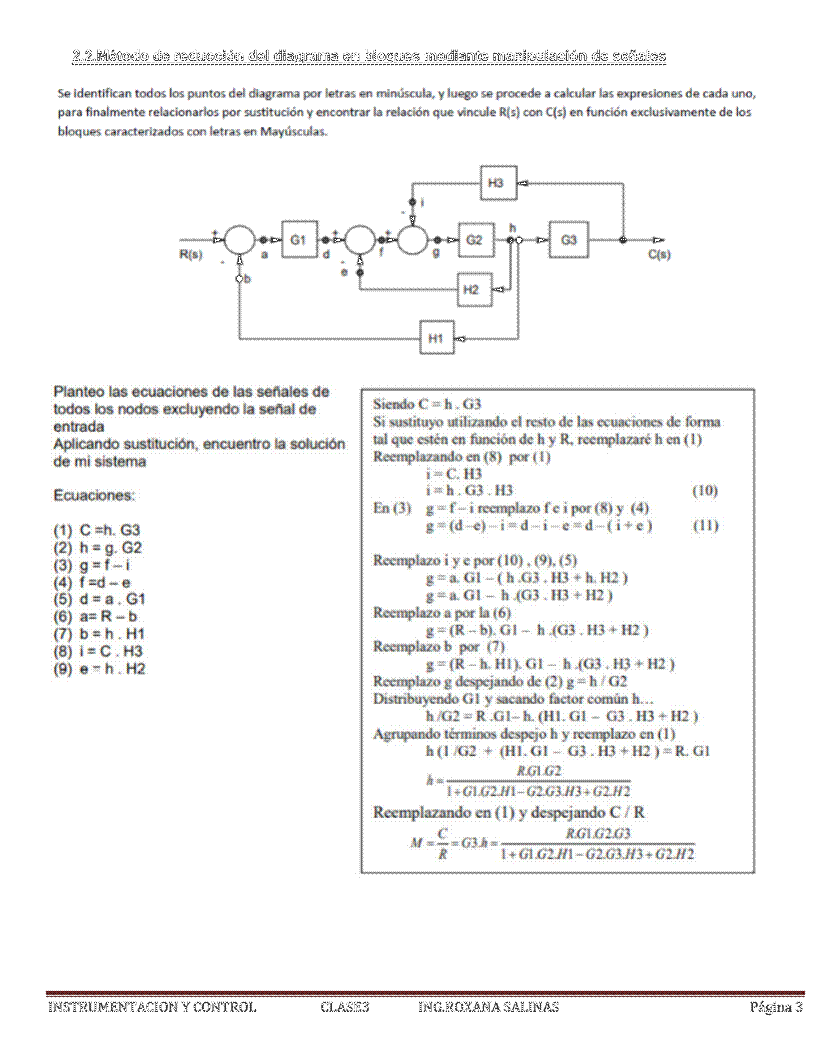 2.2.Método de reducción del diagrama en bloques mediante manipulación de señales
Se identifican todos los puntos del diagrama por letras en minúscula, y luego se procede a calcular las expresiones de cada uno,
para finalmente relacionarlos por sustitución y encontrar la relación que vincule R(s) con C(s) en función exclusivamente de los
bloques caracterizados con letras en Mayúsculas.
H3
- i
+ + + h
G1 G2 G3
R(s) a d f g C(s)
- -
e
b
H2
H1
Planteo las ecuaciones de las señales de
todos los nodos excluyendo la señal de
entrada
Aplicando sustitución, encuentro la solución
de mi sistema
Ecuaciones:
(1) C =h. G3
(2) h = g. G2
(3) g = f – i
(4) f =d – e
(5) d = a . G1
(6) a= R – b
(7) b = h . H1
(8) i = C . H3
(9) e = h . H2
Siendo C = h . G3
Si sustituyo utilizando el resto de las ecuaciones de forma
tal que estén en función de h y R, reemplazaré h en (1)
Reemplazando en (8) por (1)
i = C. H3
i = h . G3 . H3 (10)
En (3) g = f – i reemplazo f e i por (8) y (4)
g = (d –e) – i = d – i – e = d – ( i + e ) (11)
Reemplazo i y e por (10) , (9), (5)
g = a. G1 – ( h .G3 . H3 + h. H2 )
g = a. G1 – h .(G3 . H3 + H2 )
Reemplazo a por la (6)
g = (R – b). G1 – h .(G3 . H3 + H2 )
Reemplazo b por (7)
g = (R – h. H1). G1 – h .(G3 . H3 + H2 )
Reemplazo g despejando de (2) g = h / G2
Distribuyendo G1 y sacando factor común h…
h /G2 = R .G1– h. (H1. G1 – G3 . H3 + H2 )
Agrupando términos despejo h y reemplazo en (1)
h (1 /G2 + (H1. G1 – G3 . H3 + H2 ) = R. G1
h = R.G1.G2 / 1 + G1.G2.H1 − G2.G3.H3 + G2.H2
Reemplazando en (1) y despejando C / R
M = C / R = G3.h = R.G1.G2.G3 / 1 + G1.G2.H1 − G2.G3.H3 + G2.H2
INSTRUMENTACION Y CONTROL CLASE3 ING.ROXANA SALINAS Página 3